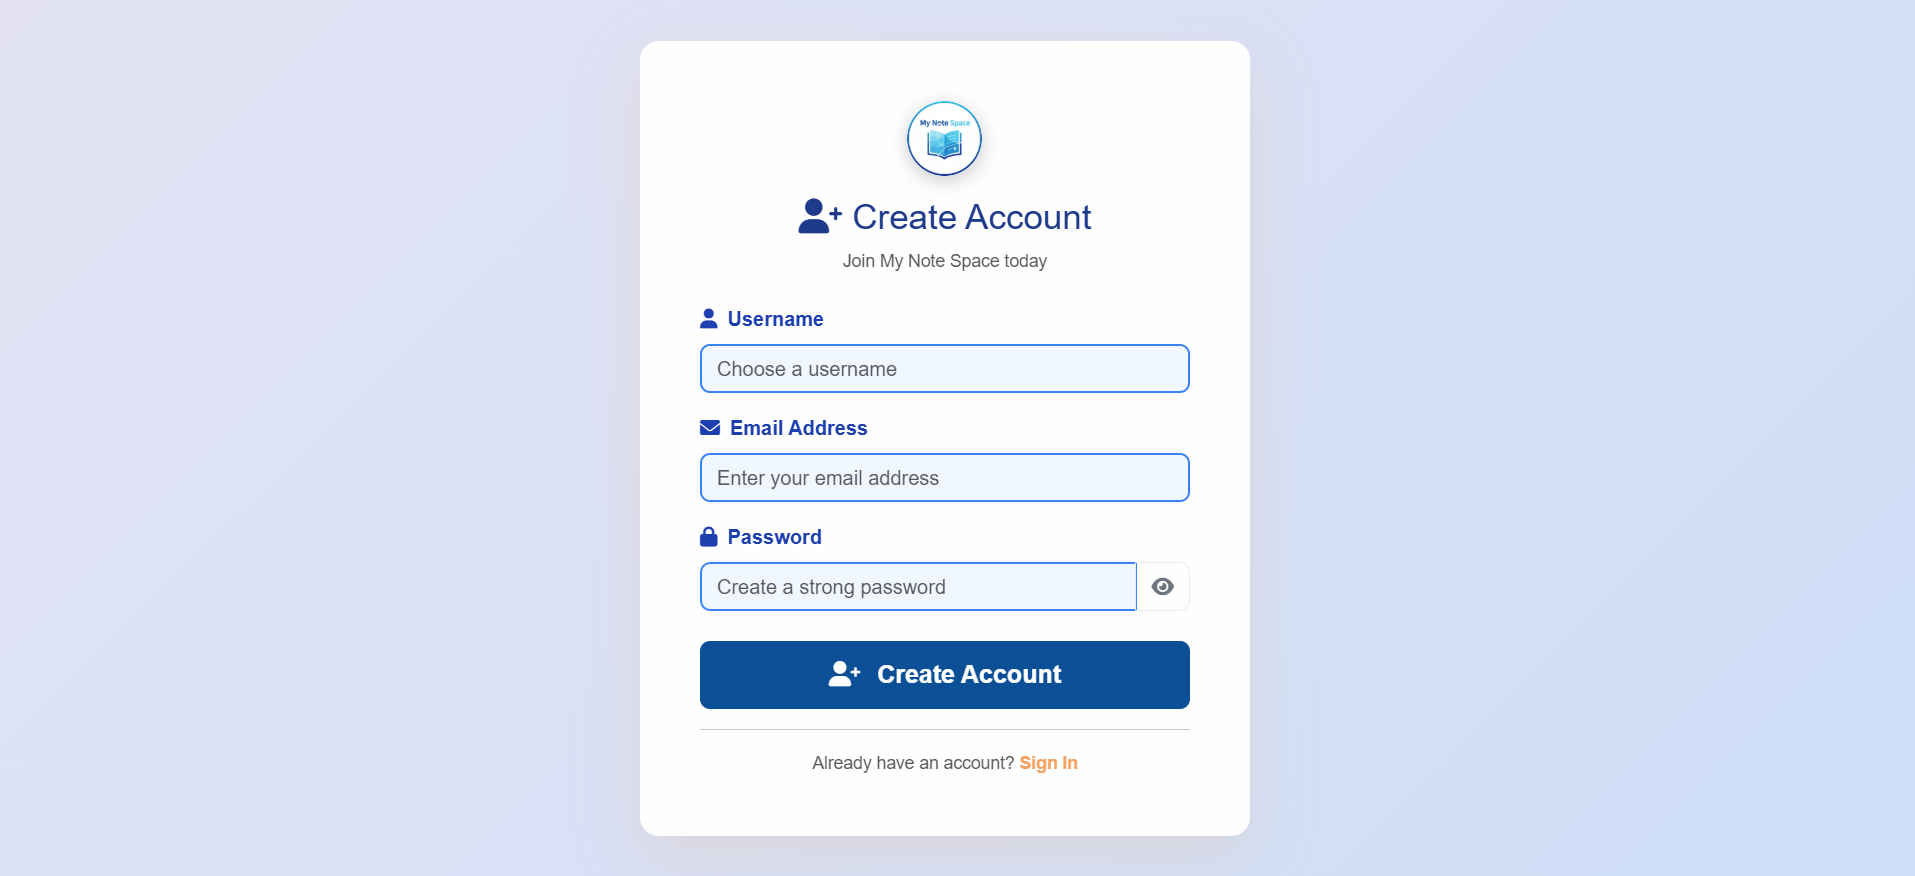 My Note Space
Create Account
Join My Note Space today
Username
Choose a username
Email Address
Enter your email address
Password
Create a strong password
Create Account
Already have an account? Sign In